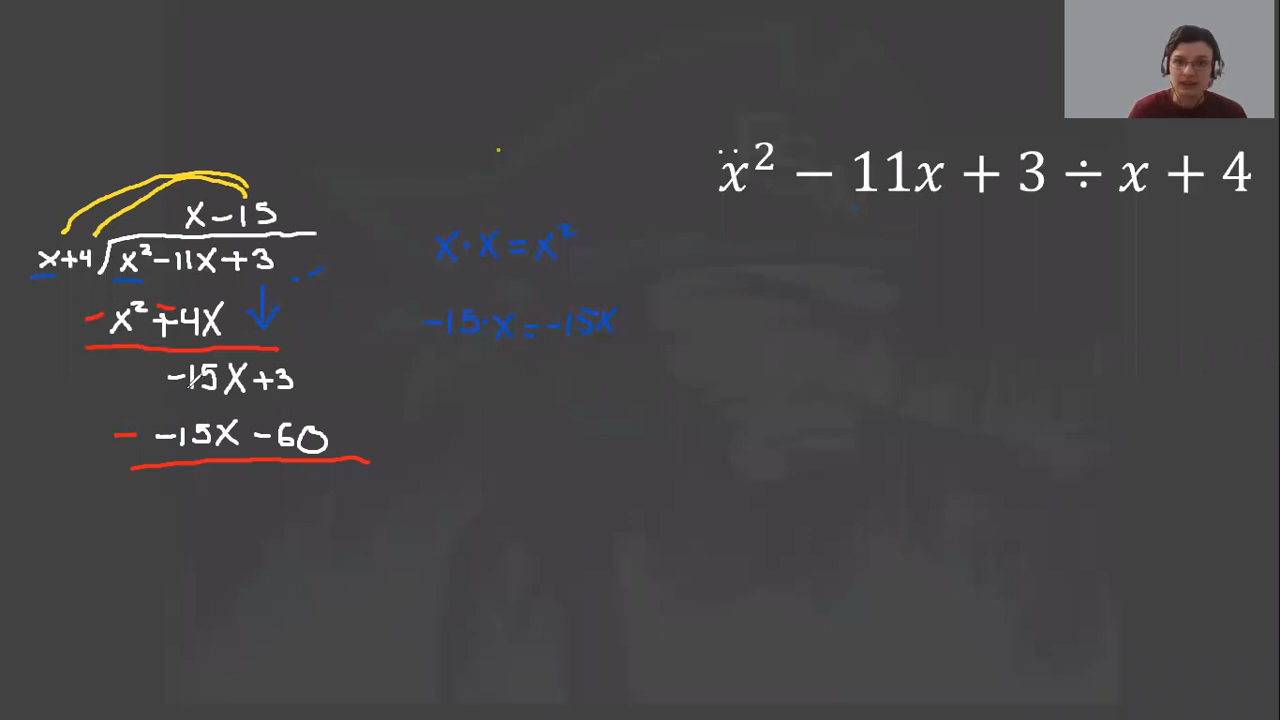 x² − 11x + 3 ÷ x + 4
x-15
x+4 x²-11x+3
- x²+4x
-15x+3
- -15x -60
x·x=x²
-15·x=-15x